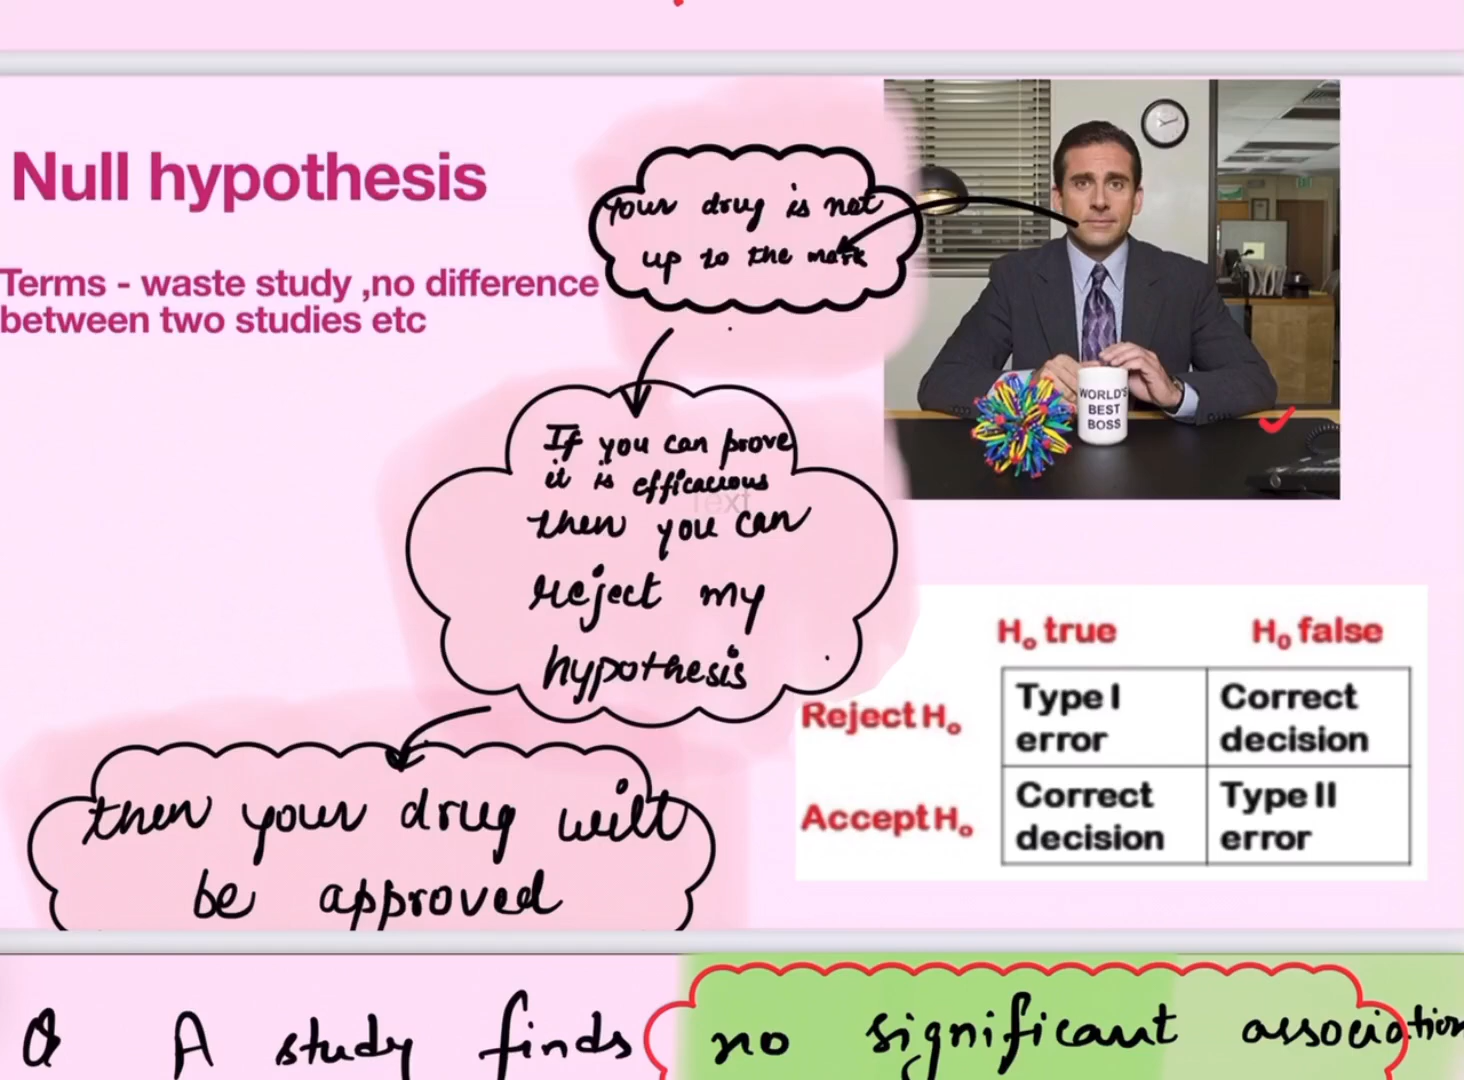 Null hypothesis
Terms - waste study ,no difference
between two studies etc
Your drug is not
up to the mark
If you can prove
it is efficacious
Text
then you can
reject my
hypothesis
then your drug will
be approved
WORLD'S
BEST
BOSS
H₀ true H₀ false
Reject H₀ Type I error Correct decision
Accept H₀ Correct decision Type II error
Q A study finds no significant association